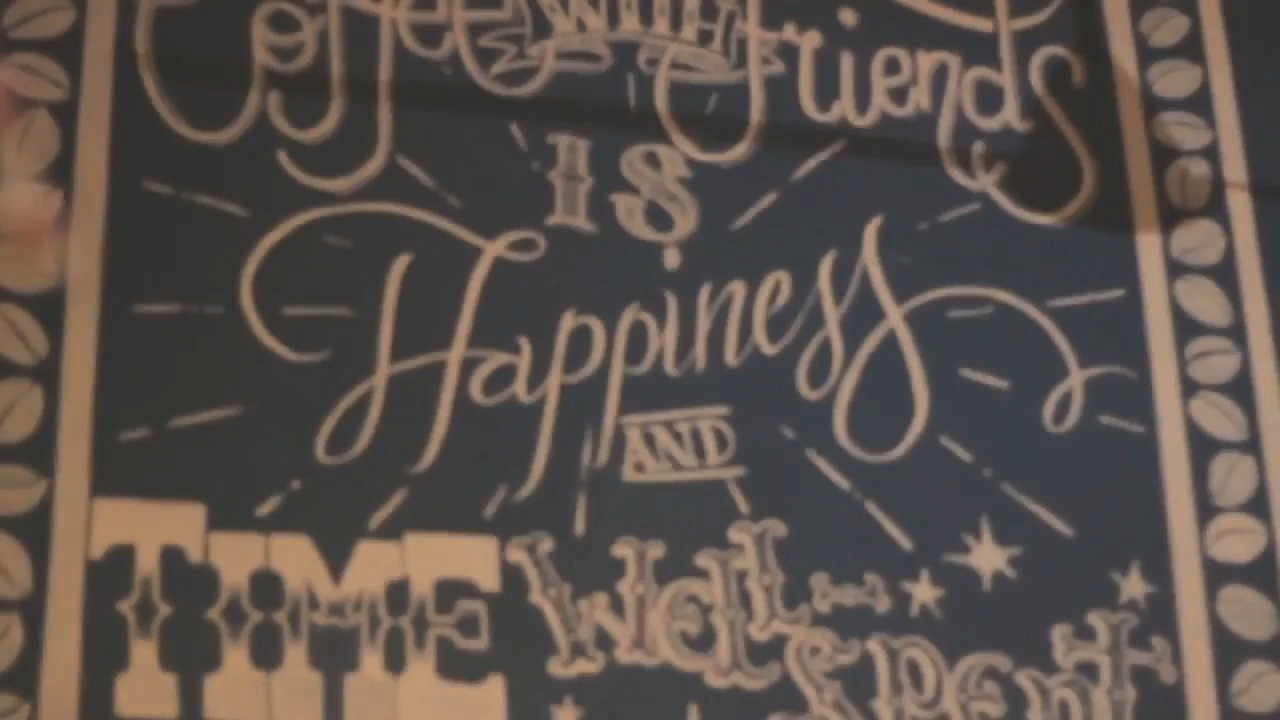 Coffee WITH Friends
IS
Happiness
AND
TIME Well
Spent